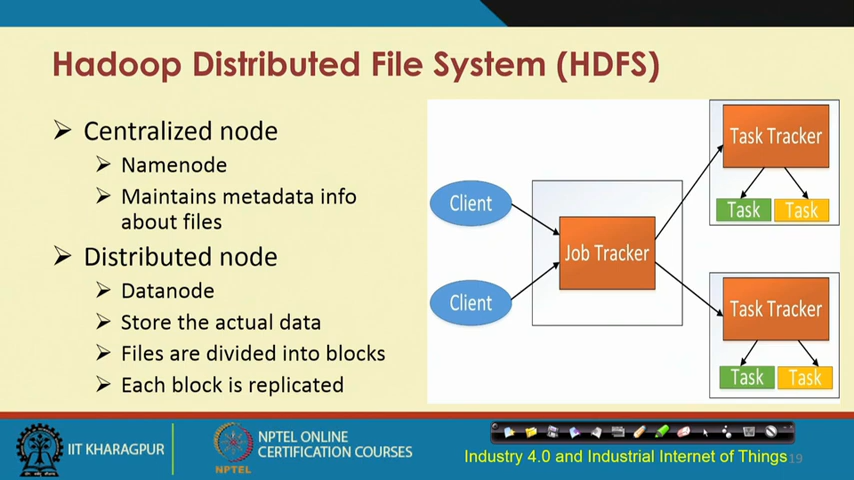 Hadoop Distributed File System (HDFS)
Centralized node
Namenode
Maintains metadata info
about files
Distributed node
Datanode
Store the actual data
Files are divided into blocks
Each block is replicated
Client
Client
Job Tracker
Task Tracker
Task
Task
Task Tracker
Task
Task
IIT KHARAGPUR
NPTEL
NPTEL ONLINE
CERTIFICATION COURSES
Industry 4.0 and Industrial Internet of Things
19